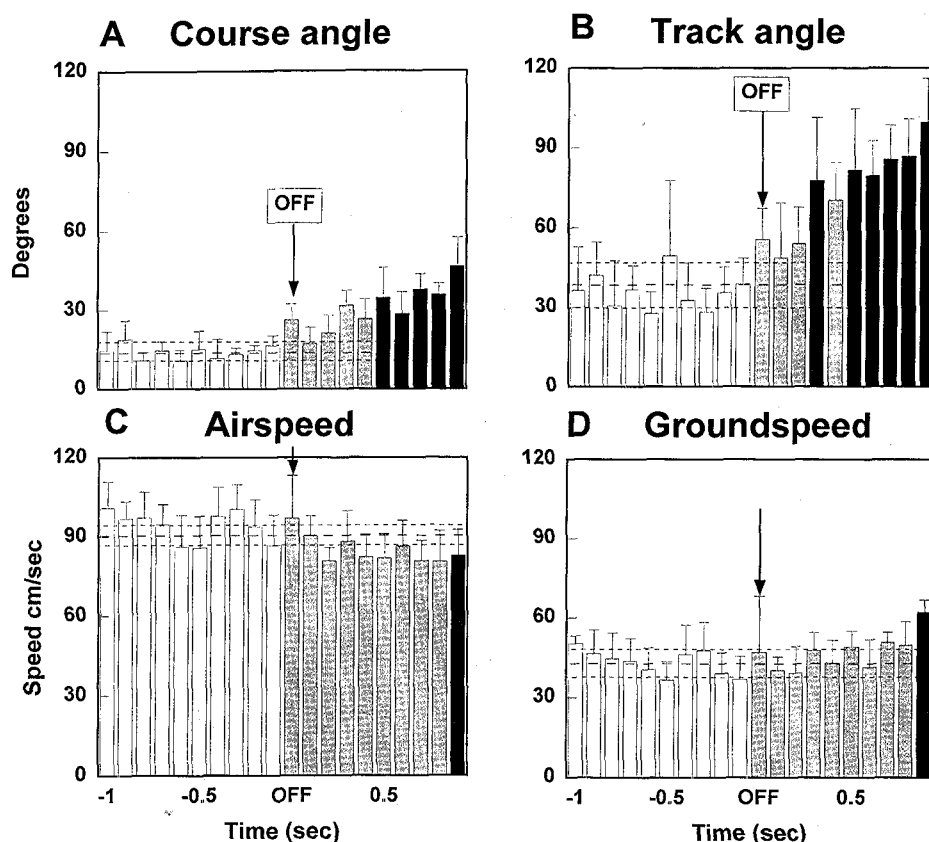 A Course angle
B Track angle
120
90
60
30
0
Degrees
OFF
120
90
60
30
0
OFF
C Airspeed
D Groundspeed
120
90
60
30
0
Speed cm/sec
-1 -0.5 OFF 0.5
Time (sec)
120
90
60
30
0
-1 -0.5 OFF 0.5
Time (sec)